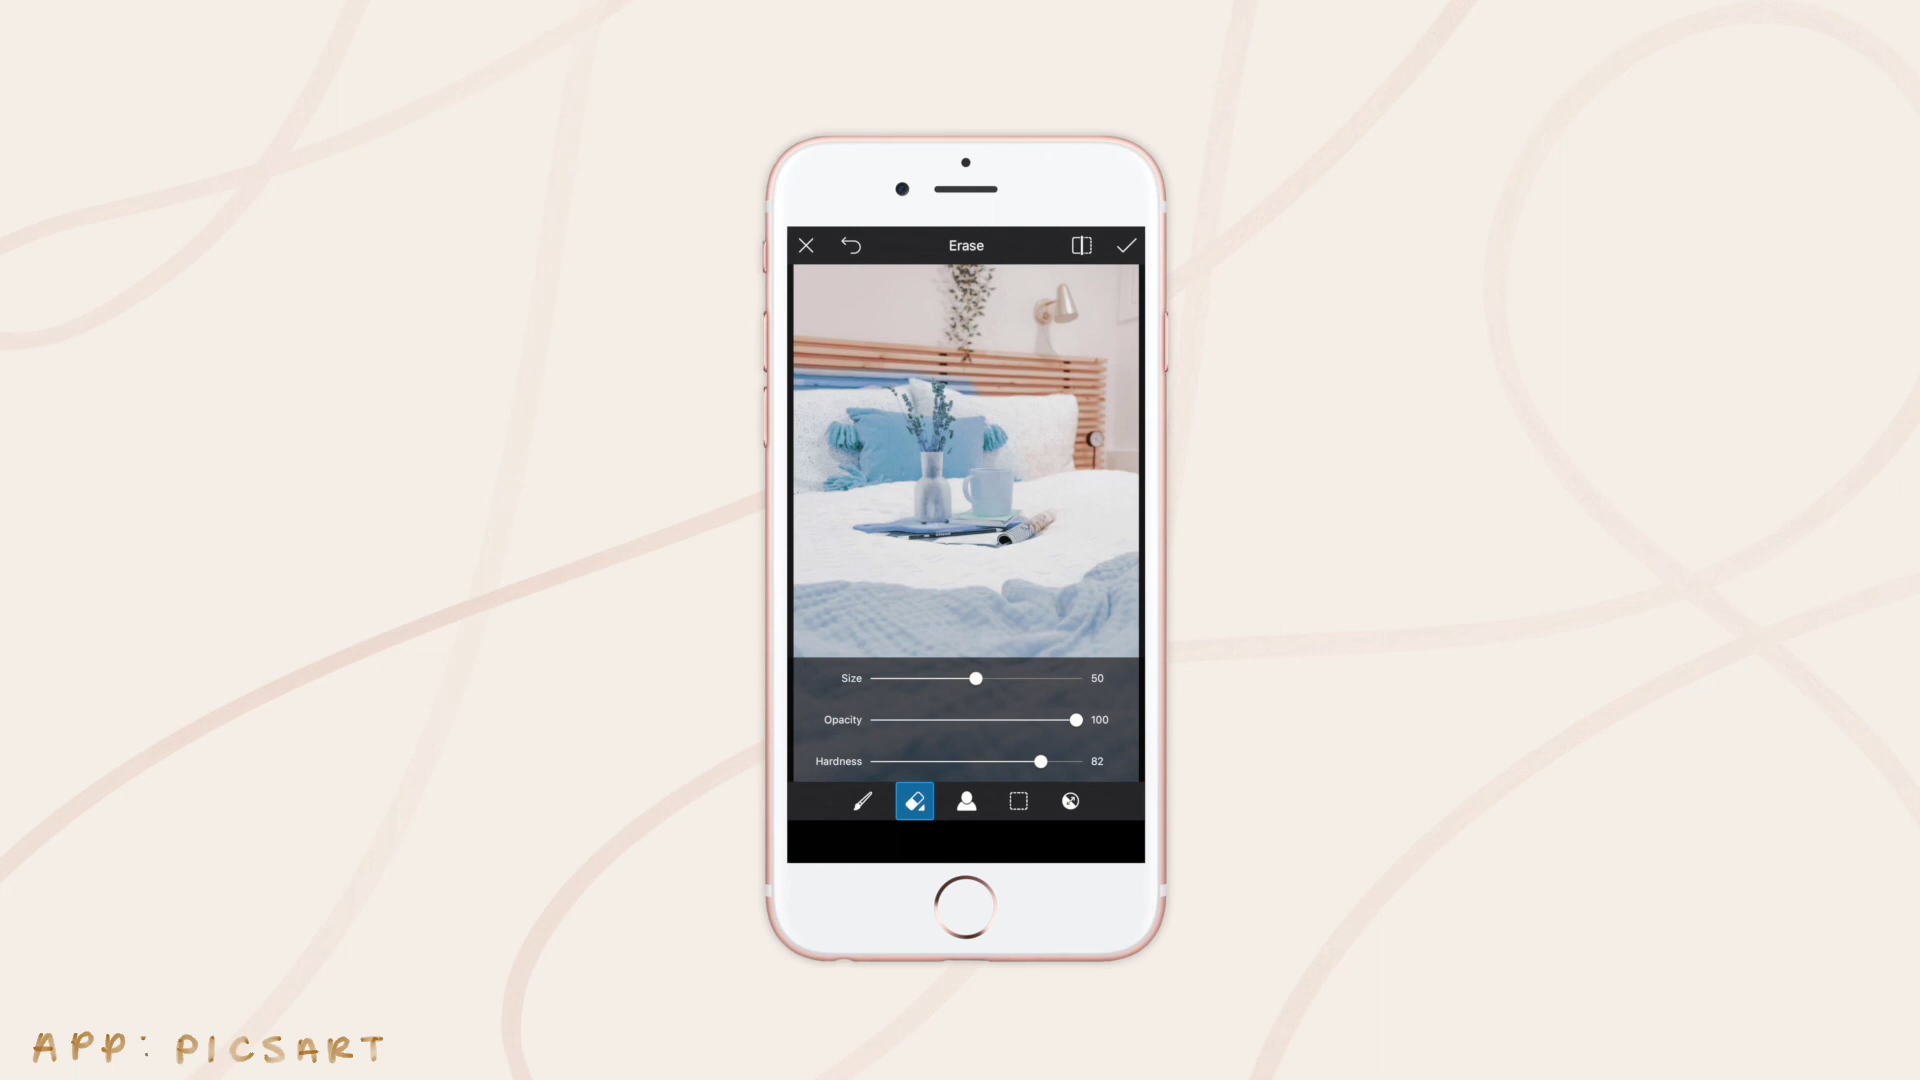 Erase
Size 50
Opacity 100
Hardness 82
APP: PICSART